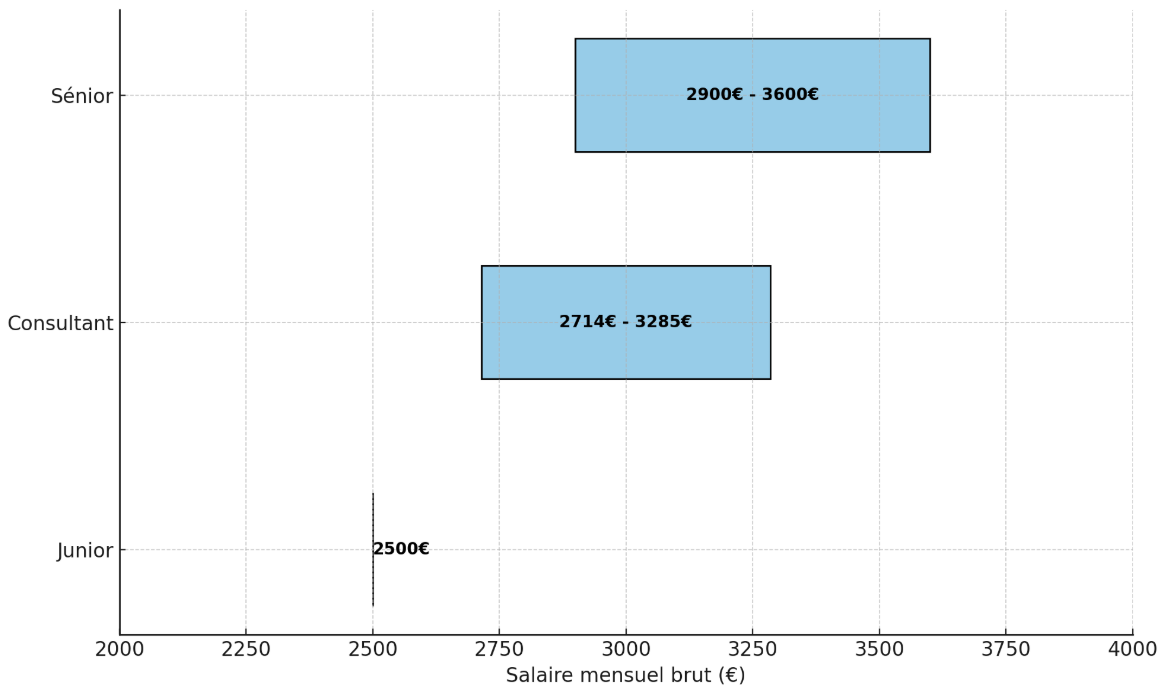 Sénior
2900€ - 3600€
Consultant
2714€ - 3285€
Junior
2500€
2000 2250 2500 2750 3000 3250 3500 3750 4000
Salaire mensuel brut (€)